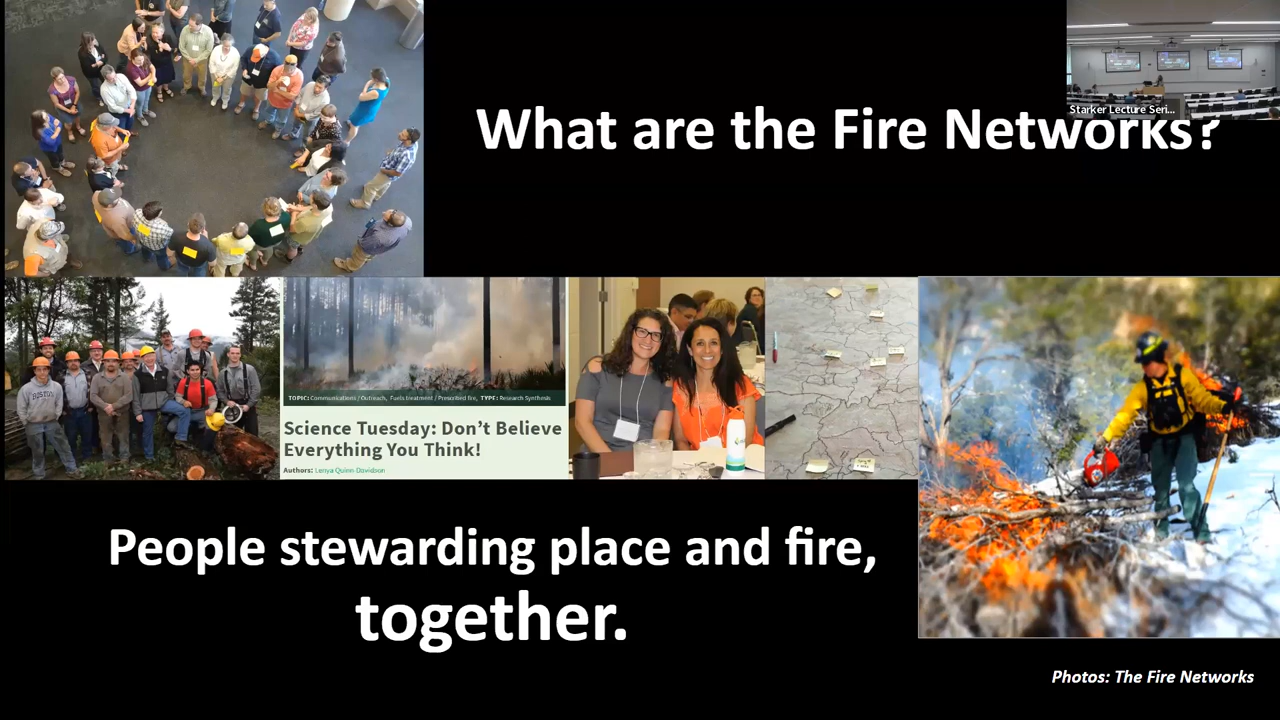 What are the Fire Networks?
Starker Lecture Seri...
TOPIC: Communications / Outreach, Fuels treatment / Prescribed fire, TYPE: Research Synthesis
Science Tuesday: Don't Believe
Everything You Think!
Authors: Lenya Quinn-Davidson
People stewarding place and fire,
together.
Photos: The Fire Networks